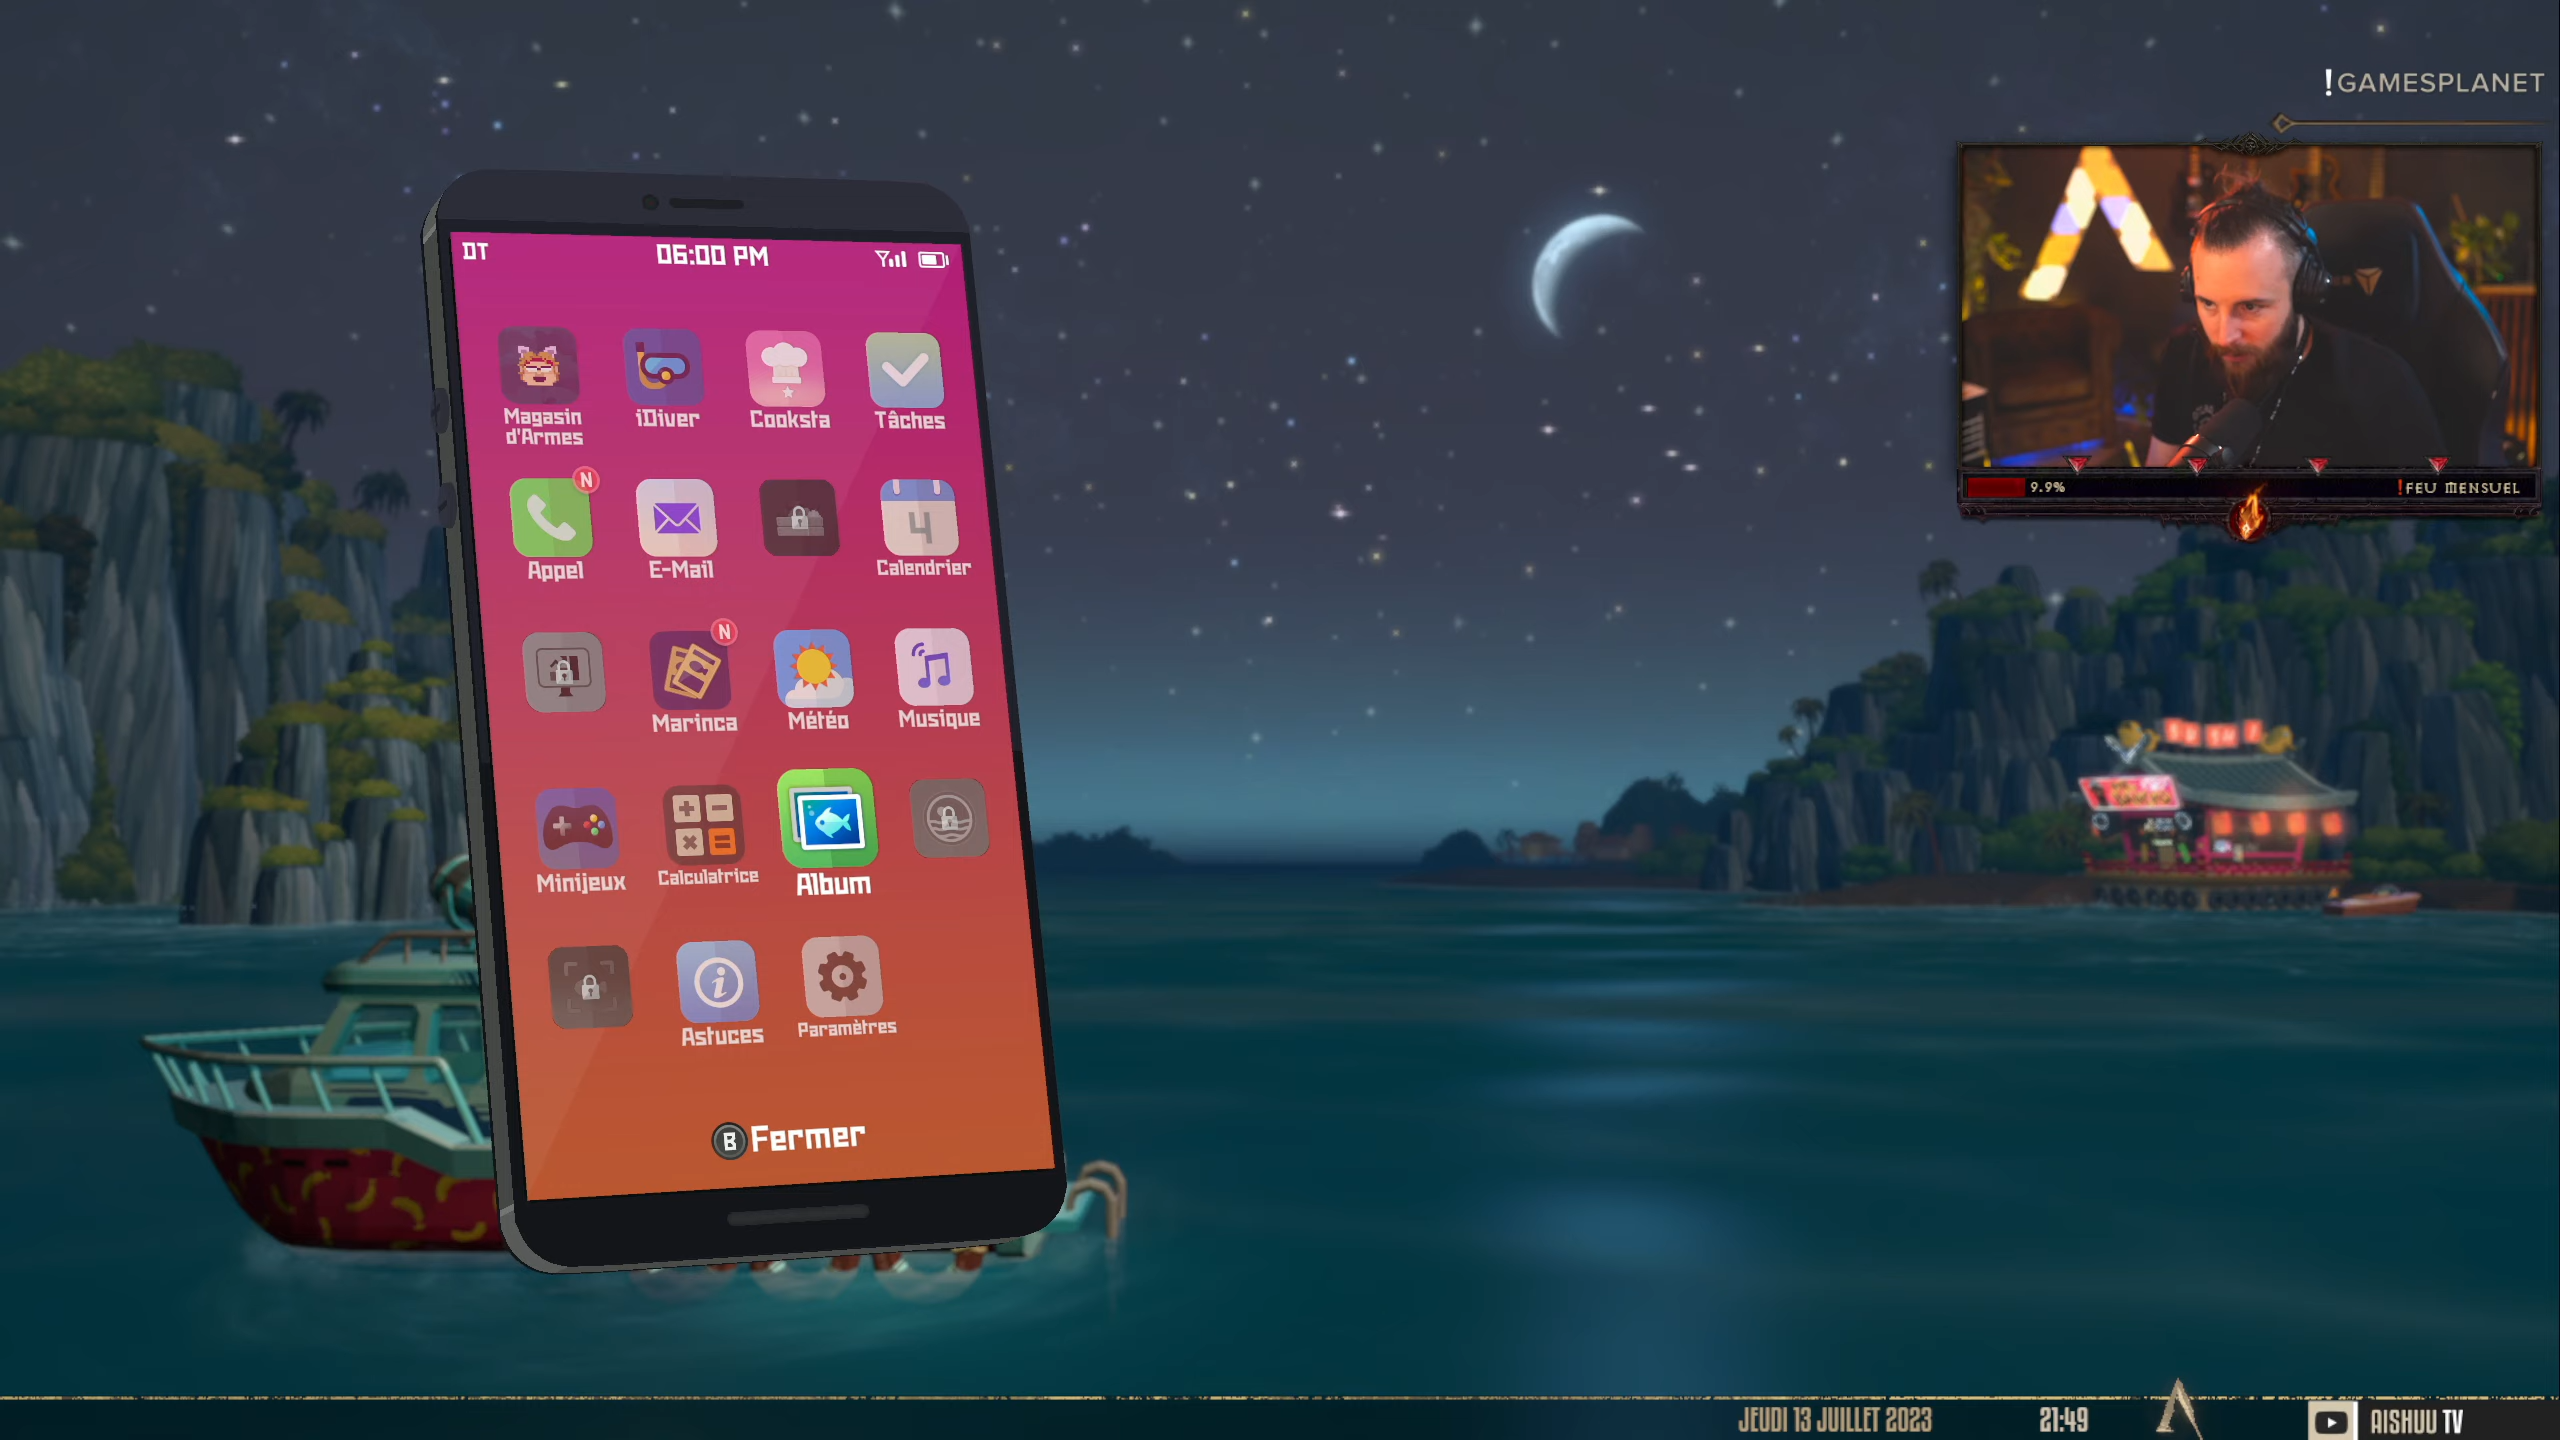 !GAMESPLANET
DT
06:00 PM
Magasin
d'Armes
iDiver
Cooksta
Tâches
N
Appel
E-Mail
4
Calendrier
N
Marinca
Météo
Musique
Minijeux
Calculatrice
Album
Astuces
Paramètres
B Fermer
9.9%
!FEU MENSUEL
SUSHI
JEUDI 13 JUILLET 2023
21:49
AISHUU TV